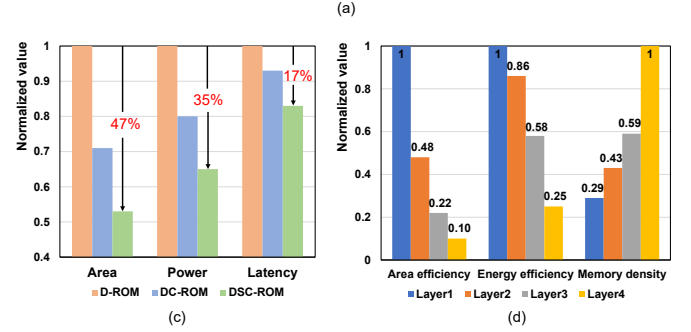 (a)
Normalized value
1
0.9
0.8
0.7
0.6
0.5
0.4
47%
35%
17%
Area Power Latency
D-ROM DC-ROM DSC-ROM
(c)
Normalized value
1
0.8
0.6
0.4
0.2
0
1 0.48 0.22 0.10
1 0.86 0.58 0.25
0.29 0.43 0.59 1
Area efficiency Energy efficiency Memory density
Layer1 Layer2 Layer3 Layer4
(d)